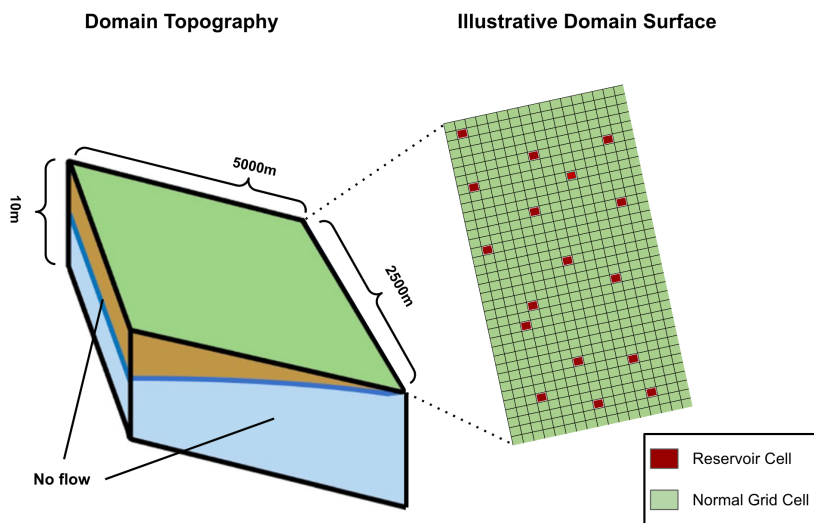 Domain Topography
Illustrative Domain Surface
5000m
10m
2500m
No flow
Reservoir Cell
Normal Grid Cell